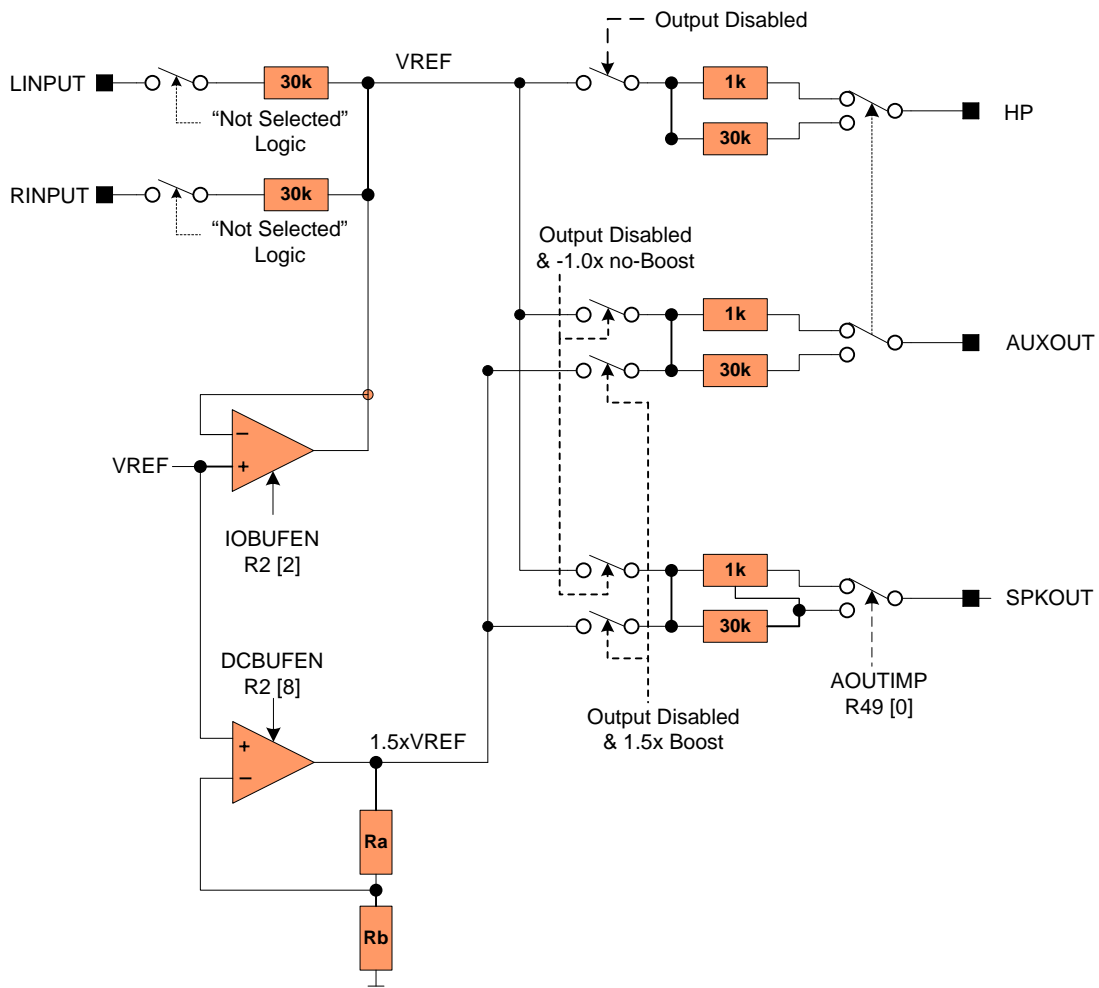 Output Disabled
LINPUT
30k
VREF
1k
HP
"Not Selected"
Logic
30k
RINPUT
30k
"Not Selected"
Logic
Output Disabled
& -1.0x no-Boost
1k
AUXOUT
30k
−
+
VREF
IOBUFEN
R2 [2]
1k
SPKOUT
30k
DCBUFEN
R2 [8]
AOUTIMP
R49 [0]
Output Disabled
& 1.5x Boost
1.5xVREF
+
−
Ra
Rb